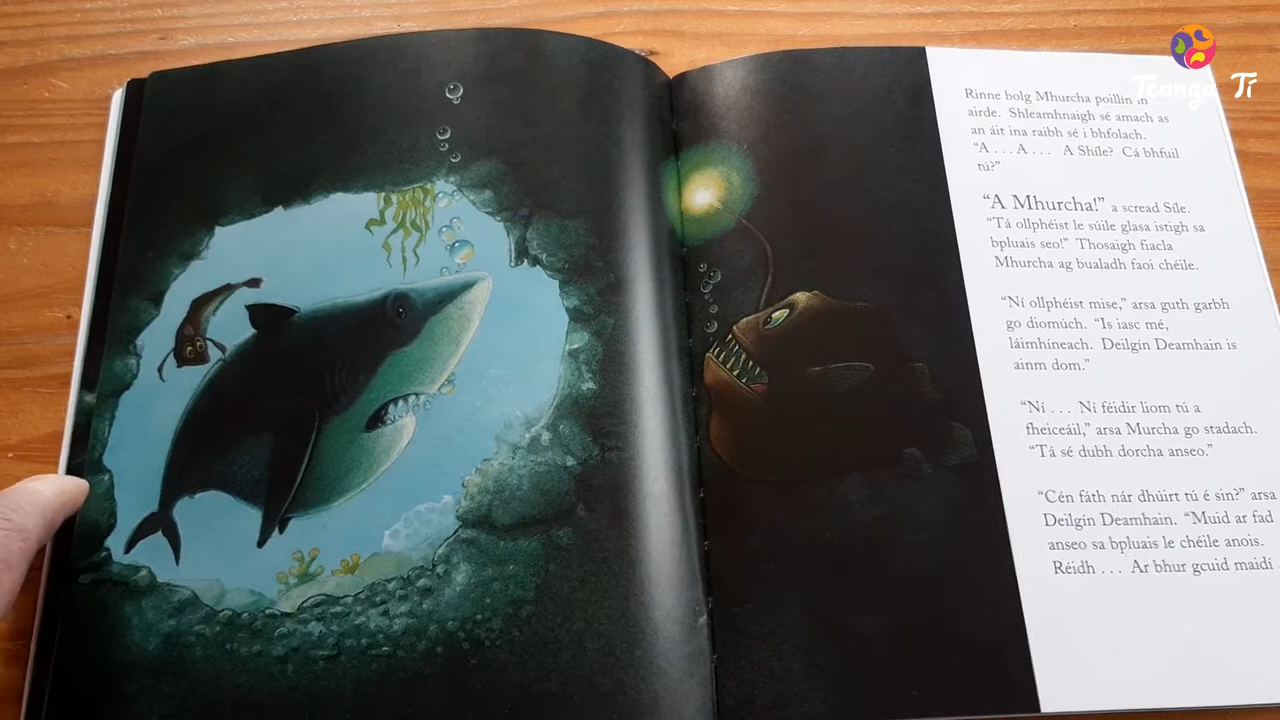 Teanga Tí
Rinne bolg Mhurcha poillín in
airde. Shleamhnaigh sé amach as
an áit ina raibh sé i bhfolach.
“A . . . A . . . A Shíle? Cá bhfuil
tú?”
“A Mhurcha!” a scread Síle.
“Tá ollphéist le súile glasa istigh sa
bpluais seo!” Thosaigh fiacla
Mhurcha ag bualadh faoi chéile.
“Ní ollphéist mise,” arsa guth garbh
go diomúch. “Is iasc mé,
láimhíneach. Deilgín Deamhain is
ainm dom.”
“Ní . . . Ní féidir liom tú a
fheiceáil,” arsa Murcha go stadach.
“Tá sé dubh dorcha anseo.”
“Cén fáth nár dhúirt tú é sin?” arsa
Deilgín Deamhain. “Muid ar fad
anseo sa bpluais le chéile anois.
Réidh . . . Ar bhur gcuid maidí